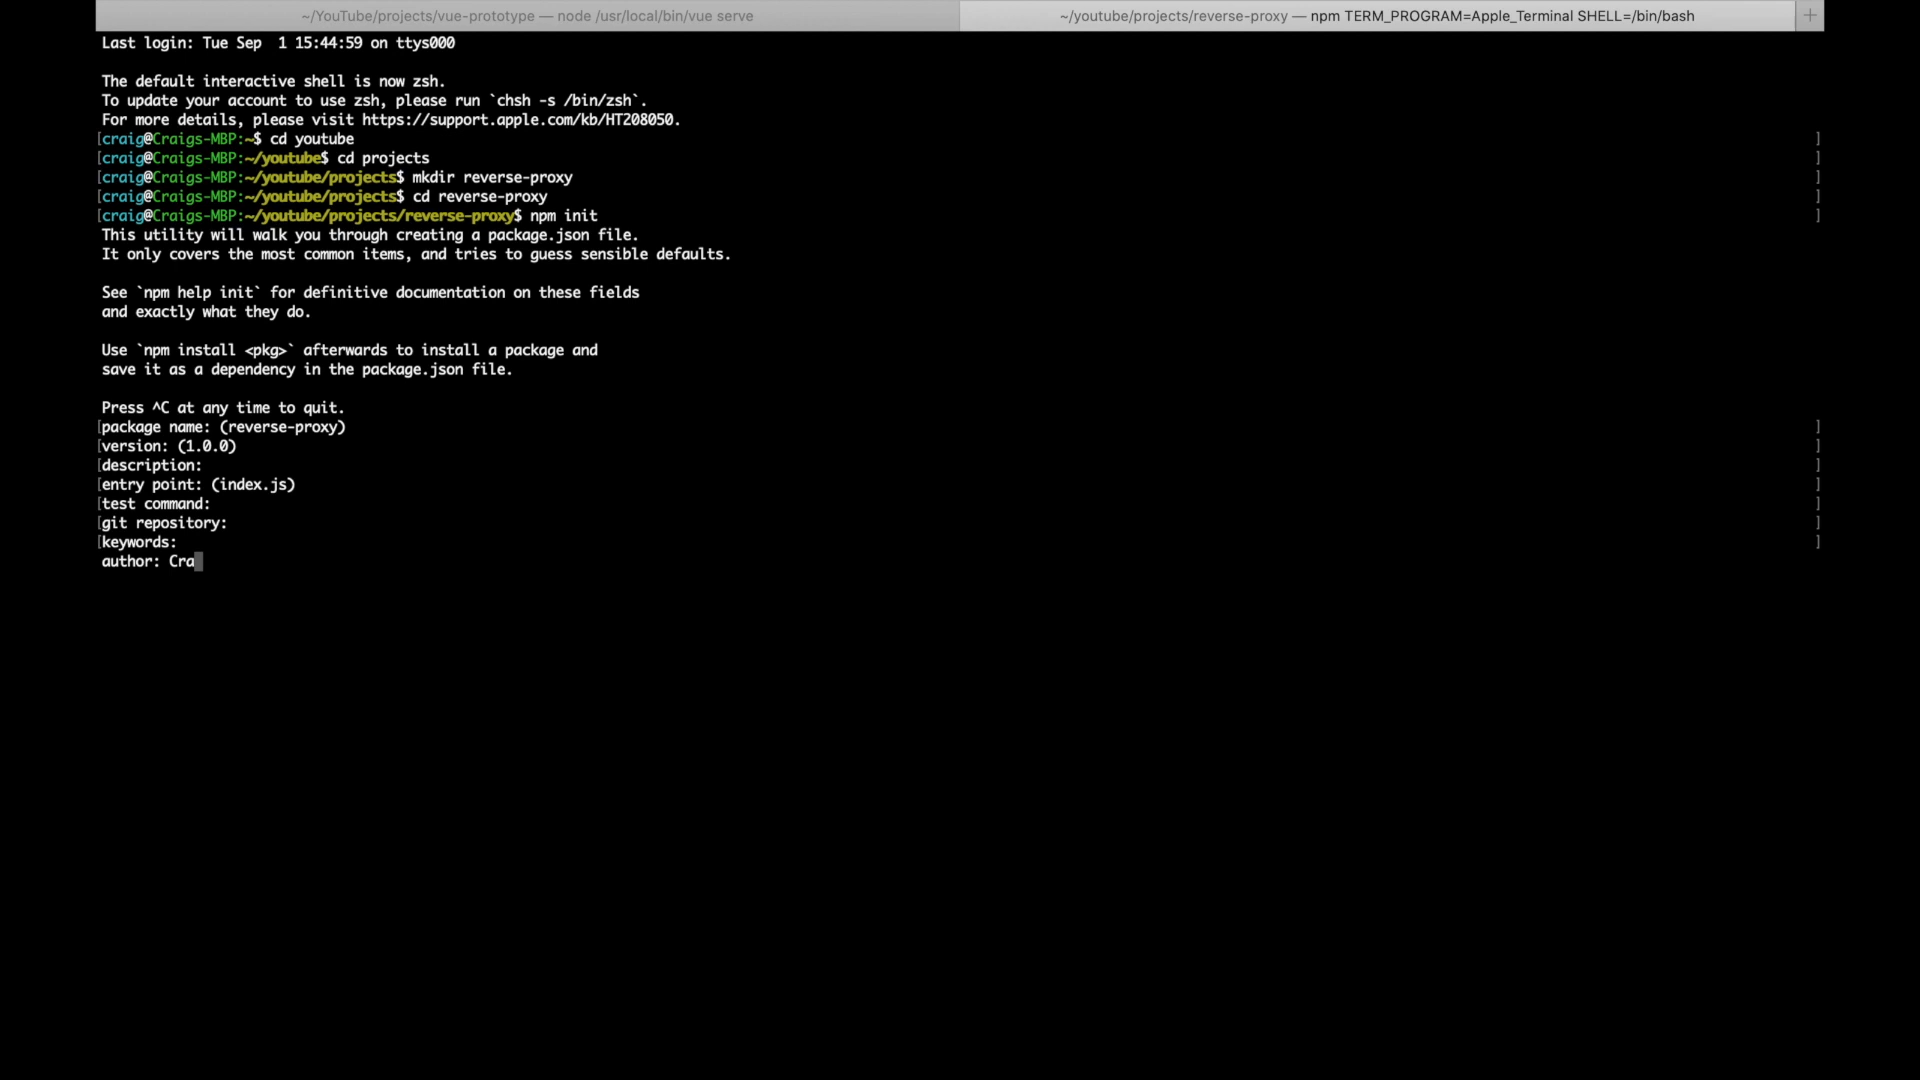 ~/YouTube/projects/vue-prototype — node /usr/local/bin/vue serve
~/youtube/projects/reverse-proxy — npm TERM_PROGRAM=Apple_Terminal SHELL=/bin/bash
Last login: Tue Sep  1 15:44:59 on ttys000
The default interactive shell is now zsh.
To update your account to use zsh, please run `chsh -s /bin/zsh`.
For more details, please visit https://support.apple.com/kb/HT208050.
[craig@Craigs-MBP:~$ cd youtube ]
[craig@Craigs-MBP:~/youtube$ cd projects ]
[craig@Craigs-MBP:~/youtube/projects$ mkdir reverse-proxy ]
[craig@Craigs-MBP:~/youtube/projects$ cd reverse-proxy ]
[craig@Craigs-MBP:~/youtube/projects/reverse-proxy$ npm init ]
This utility will walk you through creating a package.json file.
It only covers the most common items, and tries to guess sensible defaults.
See `npm help init` for definitive documentation on these fields
and exactly what they do.
Use `npm install <pkg>` afterwards to install a package and
save it as a dependency in the package.json file.
Press ^C at any time to quit.
[package name: (reverse-proxy) ]
[version: (1.0.0) ]
[description: ]
[entry point: (index.js) ]
[test command: ]
[git repository: ]
[keywords: ]
author: Cra